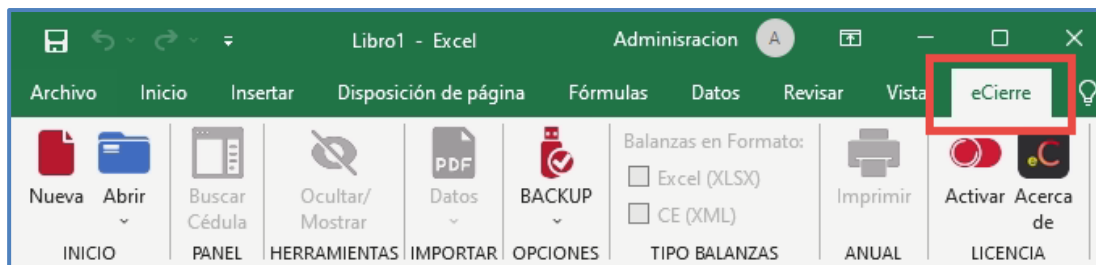 Libro1 - Excel
Adminisracion
A
Archivo Inicio Insertar Disposición de página Fórmulas Datos Revisar Vista eCierre
Nueva
Abrir
Buscar
Cédula
Ocultar/
Mostrar
PDF
Datos
BACKUP
Balanzas en Formato:
Excel (XLSX)
CE (XML)
Imprimir
Activar
eC
Acerca
de
INICIO PANEL HERRAMIENTAS IMPORTAR OPCIONES TIPO BALANZAS ANUAL LICENCIA